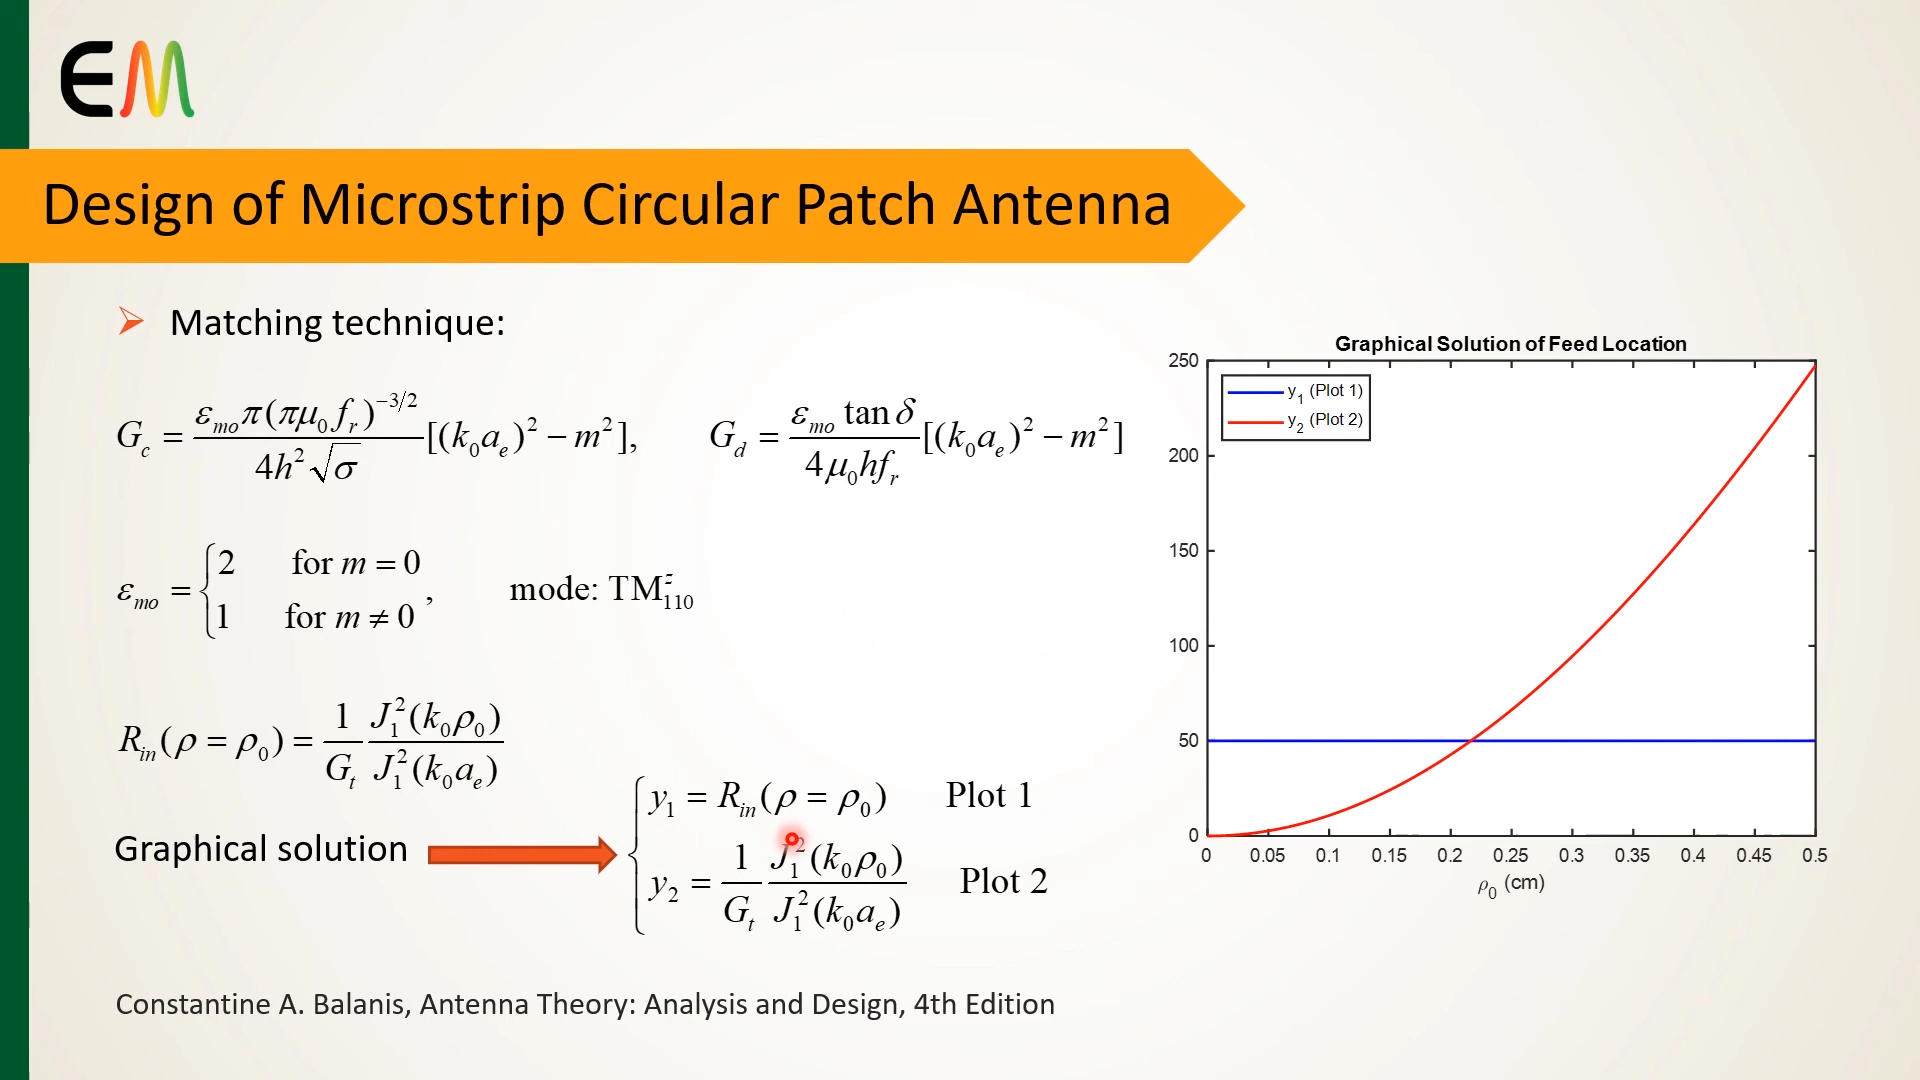 EM
Design of Microstrip Circular Patch Antenna
Matching technique:
G_c = ε_mo π(πμ_0 f_r)^(−3/2) / (4h^2 √σ) [(k_0 a_e)^2 − m^2], G_d = ε_mo tan δ / (4μ_0 h f_r) [(k_0 a_e)^2 − m^2]
ε_mo = { 2 for m = 0
1 for m ≠ 0 , mode: TM^z_110
R_in(ρ = ρ_0) = 1/G_t J_1^2(k_0 ρ_0) / J_1^2(k_0 a_e)
Graphical solution
y_1 = R_in(ρ = ρ_0) Plot 1
y_2 = 1/G_t J_1^2(k_0 ρ_0) / J_1^2(k_0 a_e) Plot 2
Constantine A. Balanis, Antenna Theory: Analysis and Design, 4th Edition
Graphical Solution of Feed Location
y_1 (Plot 1)
y_2 (Plot 2)
250
200
150
100
50
0
0 0.05 0.1 0.15 0.2 0.25 0.3 0.35 0.4 0.45 0.5
ρ_0 (cm)